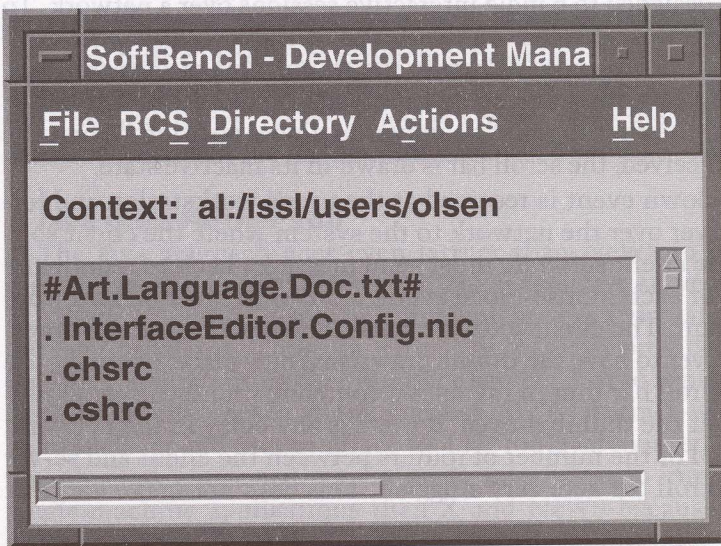 SoftBench - Development Mana
File RCS Directory Actions Help
Context: al:/issl/users/olsen
#Art.Language.Doc.txt#
. InterfaceEditor.Config.nic
. chsrc
. cshrc